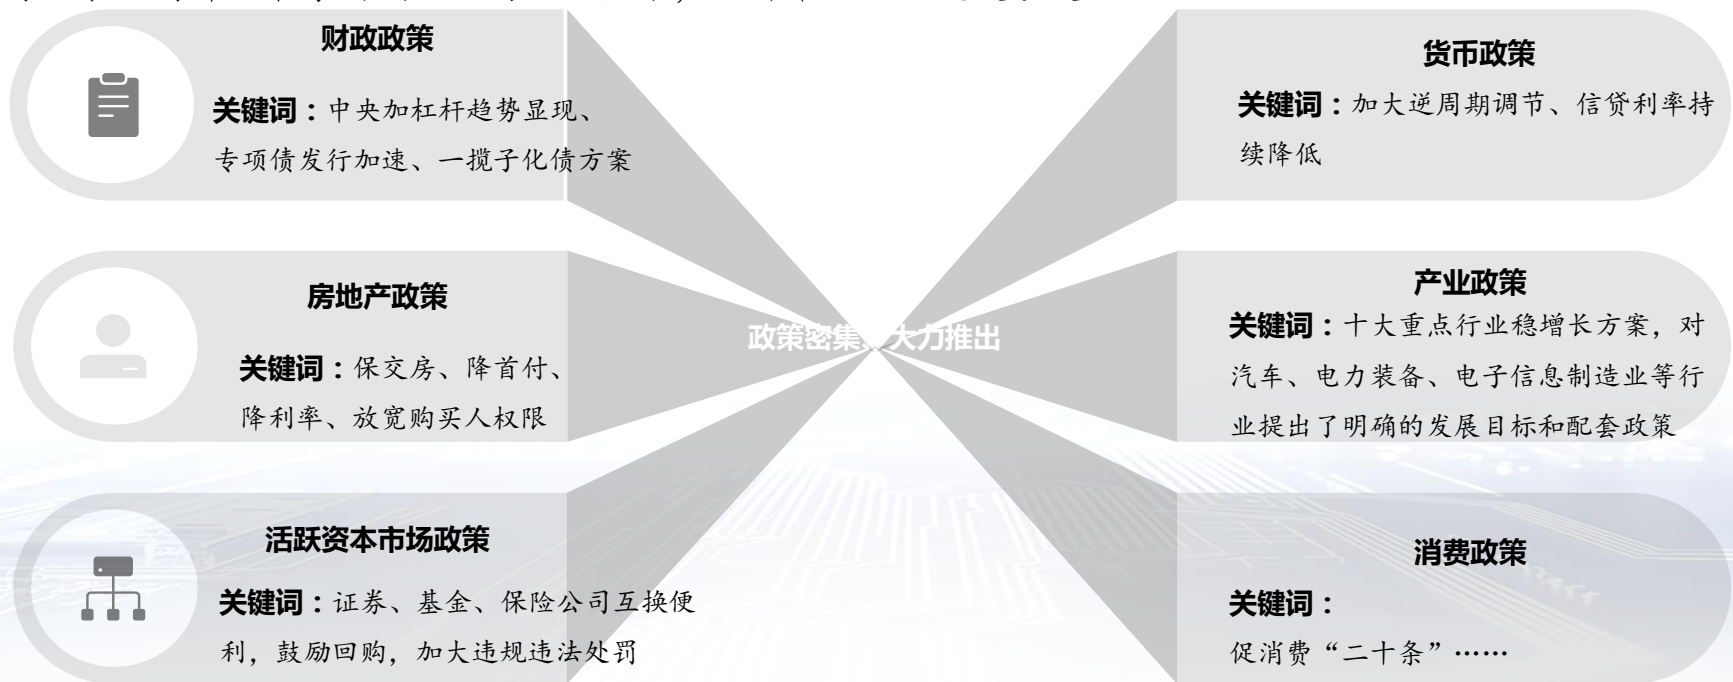 财政政策
关键词：中央加杠杆趋势显现、
专项债发行加速、一揽子化债方案
货币政策
关键词：加大逆周期调节、信贷利率持
续降低
房地产政策
关键词：保交房、降首付、
降利率、放宽购买人权限
政策密集、大力推出
产业政策
关键词：十大重点行业稳增长方案，对
汽车、电力装备、电子信息制造业等行
业提出了明确的发展目标和配套政策
活跃资本市场政策
关键词：证券、基金、保险公司互换便
利，鼓励回购，加大违规违法处罚
消费政策
关键词：
促消费“二十条”……